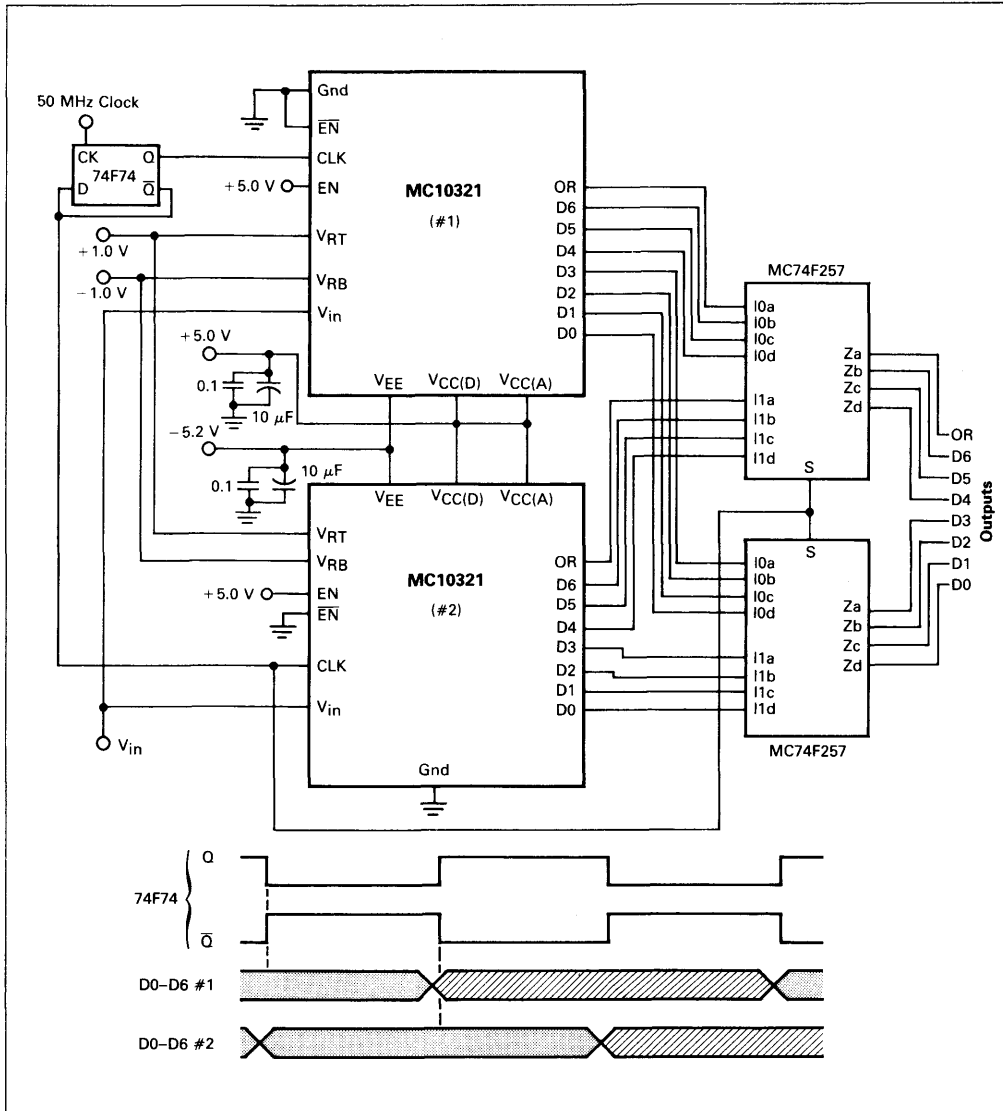 50 MHz Clock
CK Q
74F74
D Q̅
+5.0 V
+1.0 V
−1.0 V
Gnd
E̅N̅
CLK
EN
VRT
VRB
Vin
MC10321
(#1)
OR
D6
D5
D4
D3
D2
D1
D0
VEE VCC(D) VCC(A)
+5.0 V
0.1
10 μF
−5.2 V
0.1
10 μF
VEE VCC(D) VCC(A)
VRT
VRB
+5.0 V
EN
E̅N̅
CLK
Vin
MC10321
(#2)
OR
D6
D5
D4
D3
D2
D1
D0
Gnd
Vin
MC74F257
I0a
I0b
I0c
I0d
I1a
I1b
I1c
I1d
Za
Zb
Zc
Zd
S
S
I0a
I0b
I0c
I0d
I1a
I1b
I1c
I1d
Za
Zb
Zc
Zd
MC74F257
OR
D6
D5
D4
D3
D2
D1
D0
Outputs
74F74
Q
Q̅
D0–D6 #1
D0–D6 #2